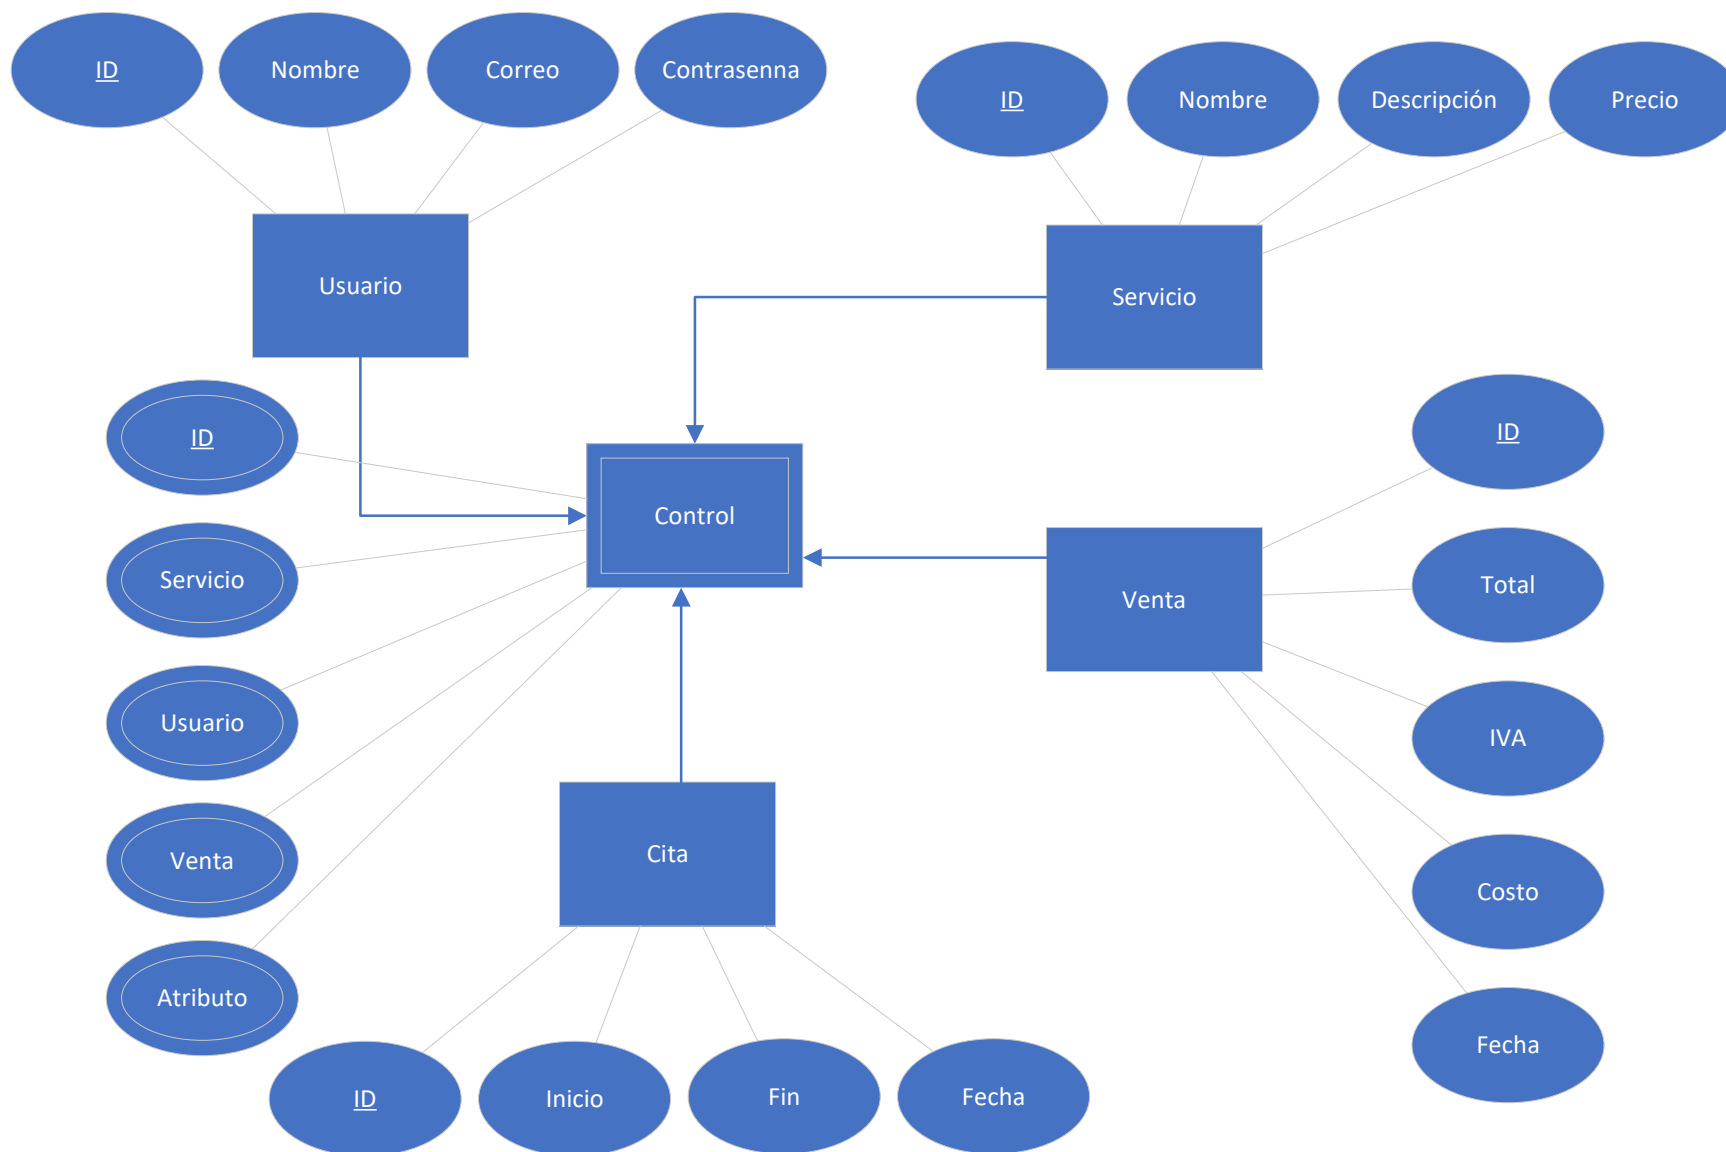 ID
Nombre
Correo
Contrasenna
ID
Nombre
Descripción
Precio
Usuario
Servicio
ID
Servicio
Usuario
Venta
Atributo
Control
Venta
ID
Total
IVA
Costo
Fecha
Cita
ID
Inicio
Fin
Fecha